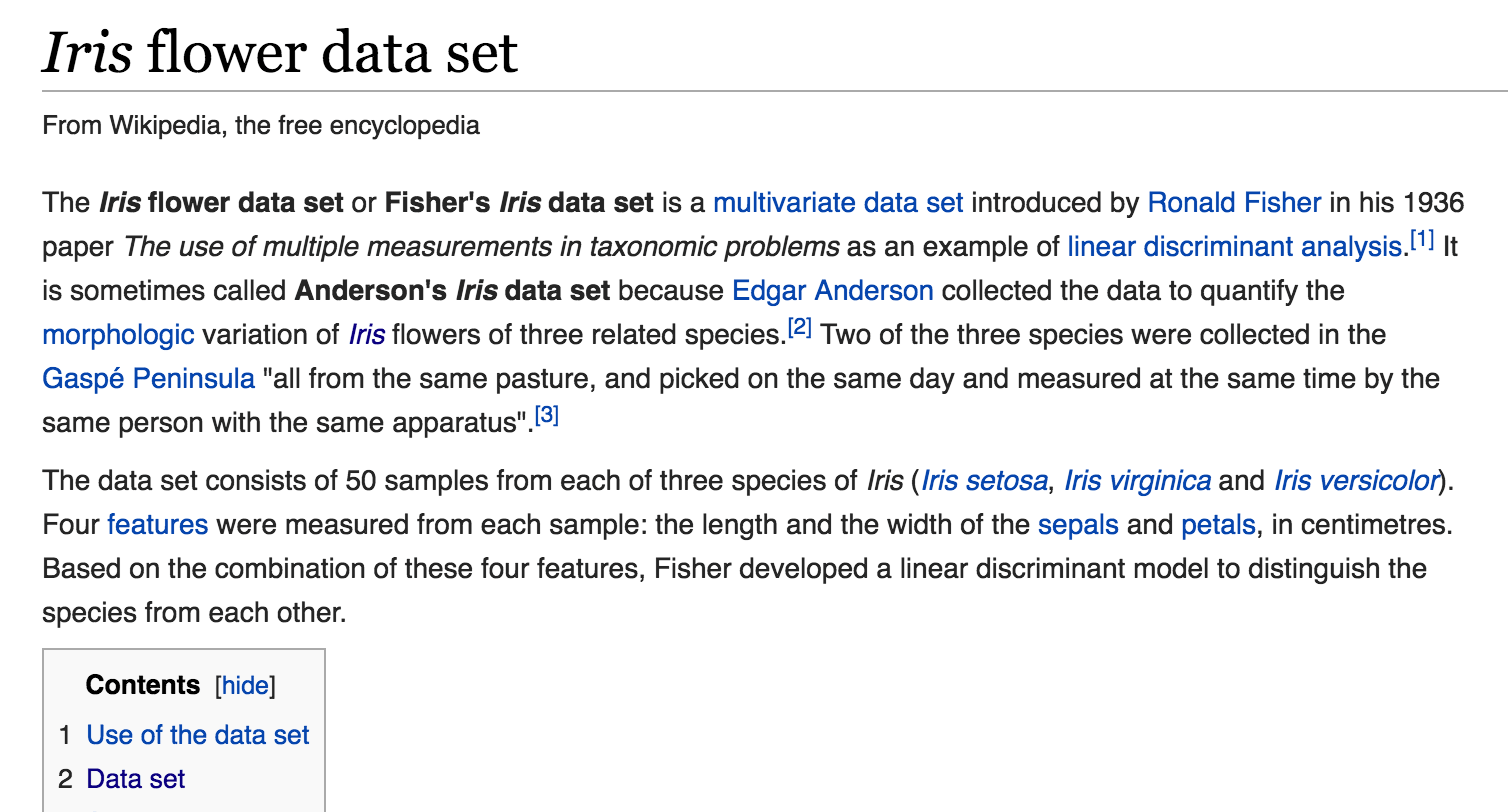 Iris flower data set
From Wikipedia, the free encyclopedia
The Iris flower data set or Fisher's Iris data set is a multivariate data set introduced by Ronald Fisher in his 1936
paper The use of multiple measurements in taxonomic problems as an example of linear discriminant analysis.[1] It
is sometimes called Anderson's Iris data set because Edgar Anderson collected the data to quantify the
morphologic variation of Iris flowers of three related species.[2] Two of the three species were collected in the
Gaspé Peninsula "all from the same pasture, and picked on the same day and measured at the same time by the
same person with the same apparatus".[3]
The data set consists of 50 samples from each of three species of Iris (Iris setosa, Iris virginica and Iris versicolor).
Four features were measured from each sample: the length and the width of the sepals and petals, in centimetres.
Based on the combination of these four features, Fisher developed a linear discriminant model to distinguish the
species from each other.
Contents [hide]
1 Use of the data set
2 Data set